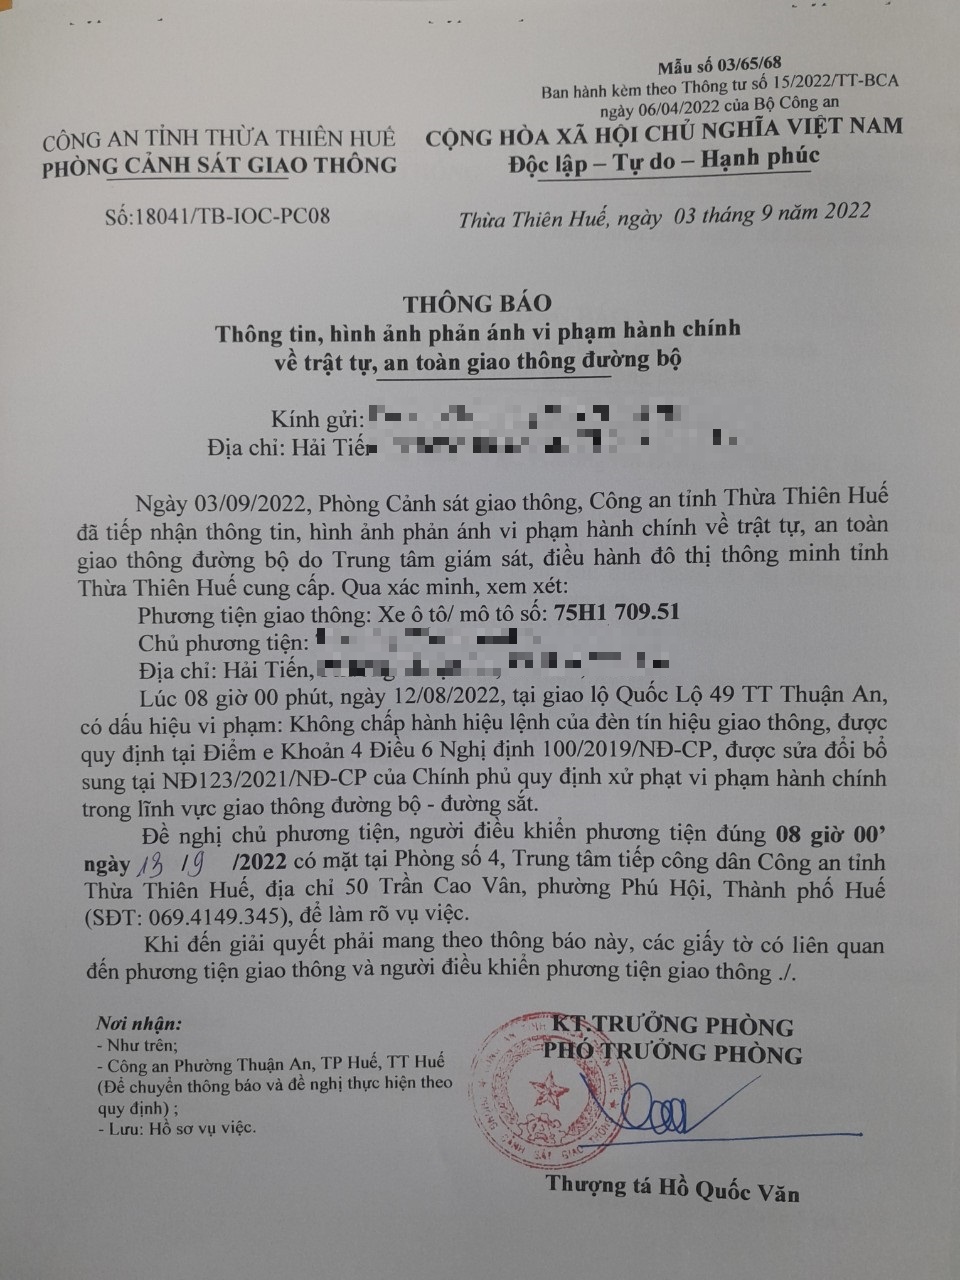 Mẫu số 03/65/68
Ban hành kèm theo Thông tư số 15/2022/TT-BCA
ngày 06/04/2022 của Bộ Công an
CÔNG AN TỈNH THỪA THIÊN HUẾ
PHÒNG CẢNH SÁT GIAO THÔNG
CỘNG HÒA XÃ HỘI CHỦ NGHĨA VIỆT NAM
Độc lập – Tự do – Hạnh phúc
Số:18041/TB-IOC-PC08
Thừa Thiên Huế, ngày 03 tháng 9 năm 2022
THÔNG BÁO
Thông tin, hình ảnh phản ánh vi phạm hành chính
về trật tự, an toàn giao thông đường bộ
Kính gửi:
Địa chỉ: Hải Tiến
Ngày 03/09/2022, Phòng Cảnh sát giao thông, Công an tỉnh Thừa Thiên Huế
đã tiếp nhận thông tin, hình ảnh phản ánh vi phạm hành chính về trật tự, an toàn
giao thông đường bộ do Trung tâm giám sát, điều hành đô thị thông minh tỉnh
Thừa Thiên Huế cung cấp. Qua xác minh, xem xét:
Phương tiện giao thông: Xe ô tô/ mô tô số: 75H1 709.51
Chủ phương tiện:
Địa chỉ: Hải Tiến,
Lúc 08 giờ 00 phút, ngày 12/08/2022, tại giao lộ Quốc Lộ 49 TT Thuận An,
có dấu hiệu vi phạm: Không chấp hành hiệu lệnh của đèn tín hiệu giao thông, được
quy định tại Điểm e Khoản 4 Điều 6 Nghị định 100/2019/NĐ-CP, được sửa đổi bổ
sung tại NĐ123/2021/NĐ-CP của Chính phủ quy định xử phạt vi phạm hành chính
trong lĩnh vực giao thông đường bộ - đường sắt.
Đề nghị chủ phương tiện, người điều khiển phương tiện đúng 08 giờ 00’
ngày 13 /9 /2022 có mặt tại Phòng số 4, Trung tâm tiếp công dân Công an tỉnh
Thừa Thiên Huế, địa chỉ 50 Trần Cao Vân, phường Phú Hội, Thành phố Huế
(SĐT: 069.4149.345), để làm rõ vụ việc.
Khi đến giải quyết phải mang theo thông báo này, các giấy tờ có liên quan
đến phương tiện giao thông và người điều khiển phương tiện giao thông ./.
Nơi nhận:
- Như trên;
- Công an Phường Thuận An, TP Huế, TT Huế
(Để chuyển thông báo và đề nghị thực hiện theo
quy định) ;
- Lưu: Hồ sơ vụ việc.
KT.TRƯỞNG PHÒNG
PHÓ TRƯỞNG PHÒNG
Thượng tá Hồ Quốc Văn